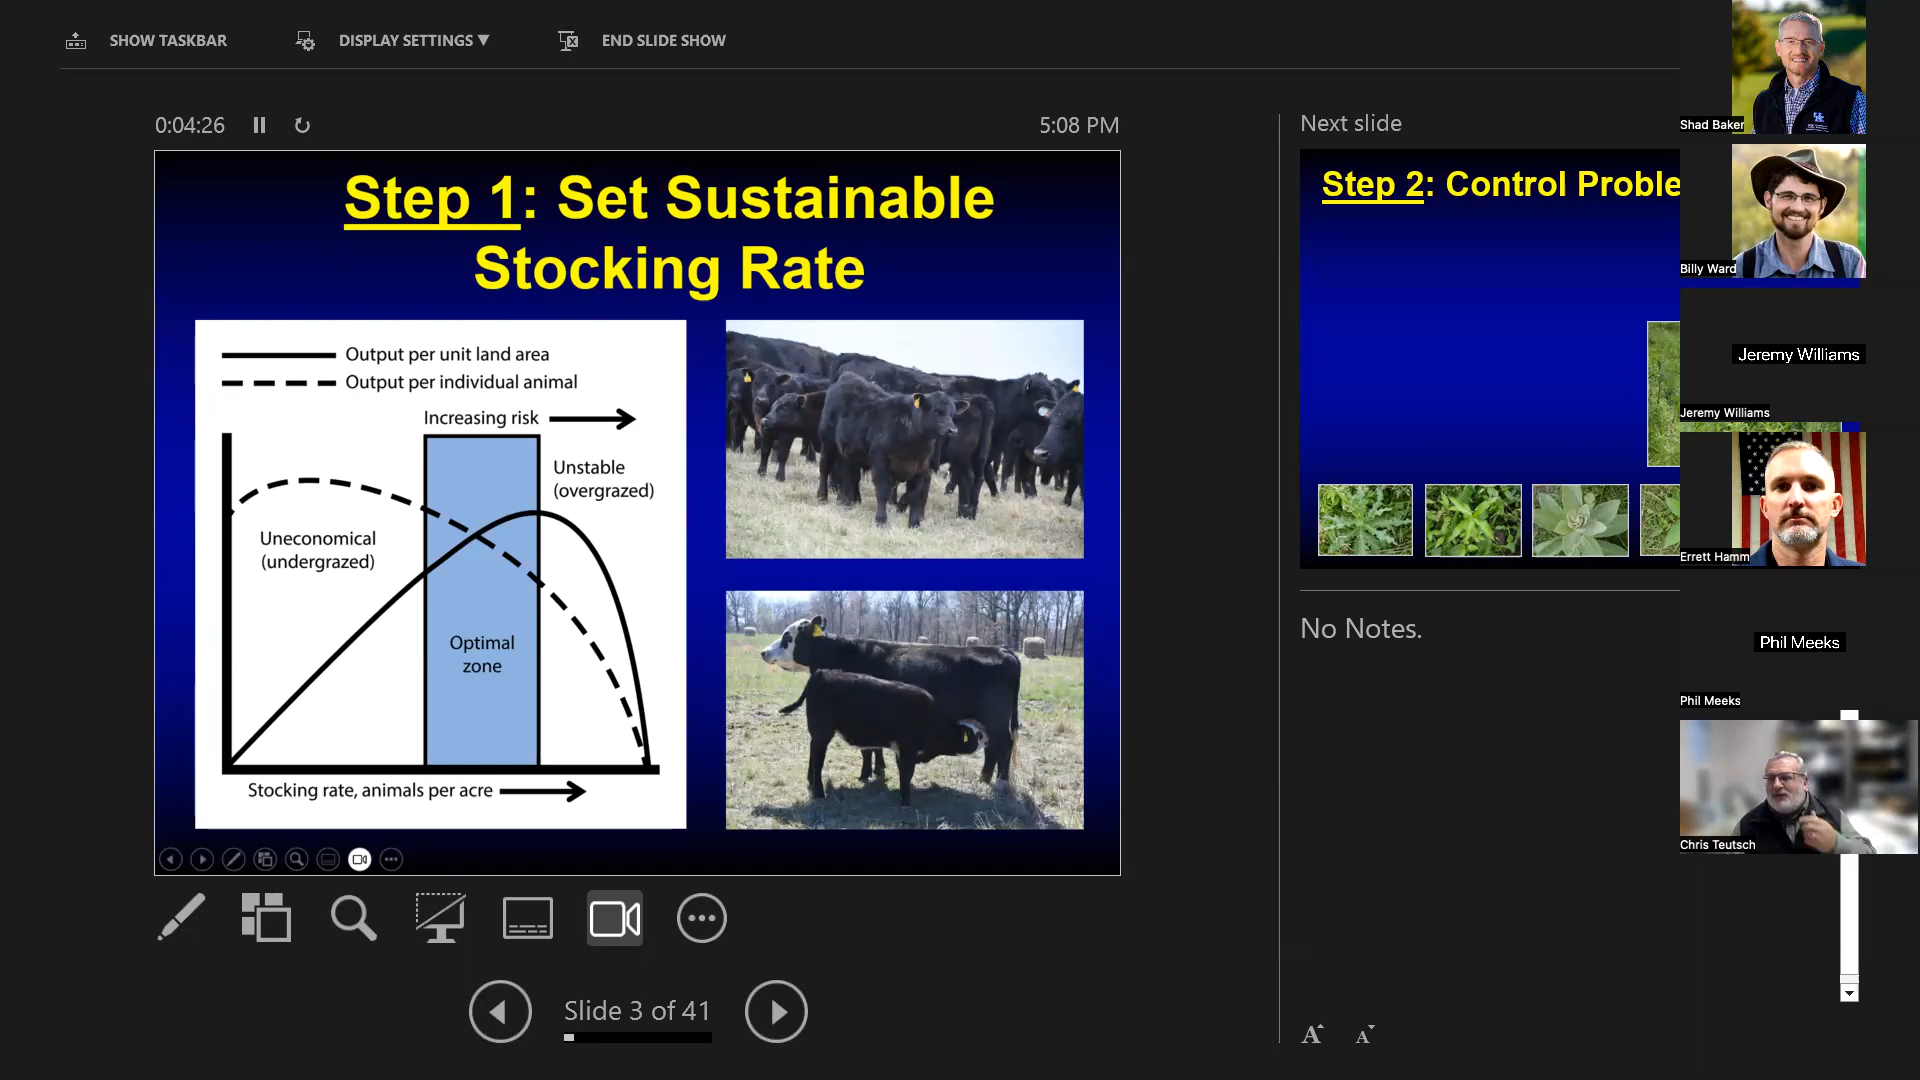 SHOW TASKBAR
DISPLAY SETTINGS ▼
END SLIDE SHOW
0:04:26
5:08 PM
Step 1: Set Sustainable
Stocking Rate
Output per unit land area
Output per individual animal
Increasing risk
Unstable
(overgrazed)
Uneconomical
(undergrazed)
Optimal
zone
Stocking rate, animals per acre
Slide 3 of 41
Next slide
Step 2: Control Proble
No Notes.
A A
Shad Baker
Billy Ward
Jeremy Williams
Jeremy Williams
Errett Hamm
Phil Meeks
Phil Meeks
Chris Teutsch